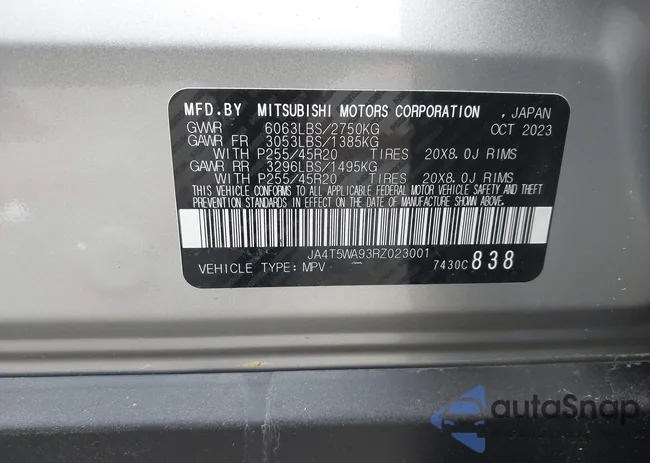 MFD.BY MITSUBISHI MOTORS CORPORATION , JAPAN
GVWR 6063LBS/2750KG OCT 2023
GAWR FR 3053LBS/1385KG
WITH P255/45R20 TIRES 20X8.0J RIMS
GAWR RR 3296LBS/1495KG
WITH P255/45R20 TIRES 20X8.0J RIMS
THIS VEHICLE CONFORMS TO ALL APPLICABLE FEDERAL MOTOR VEHICLE SAFETY AND THEFT
PREVENTION STANDARDS IN EFFECT ON THE DATE OF MANUFACTURE SHOWN ABOVE.
JA4T5WA93RZ023001
VEHICLE TYPE: MPV 7430C 838
autoSnap